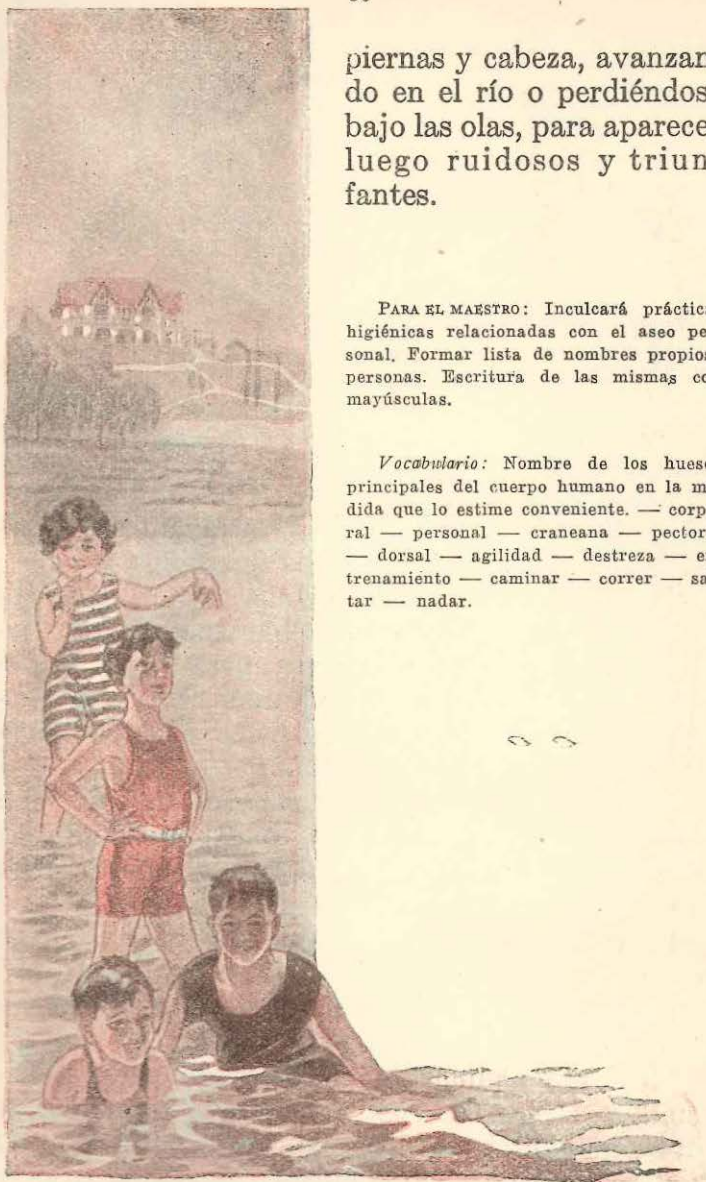 piernas y cabeza, avanzan
do en el río o perdiéndos
bajo las olas, para aparece
luego ruidosos y triun
fantes.
PARA EL MAESTRO: Inculcará práctic
higiénicas relacionadas con el aseo pe
sonal. Formar lista de nombres propio
personas. Escritura de las mismas co
mayúsculas.
Vocabulario: Nombre de los hues
principales del cuerpo humano en la m
dida que lo estime conveniente. — corp
ral — personal — craneana — pector
— dorsal — agilidad — destreza — e
trenamiento — caminar — correr — sa
tar — nadar.